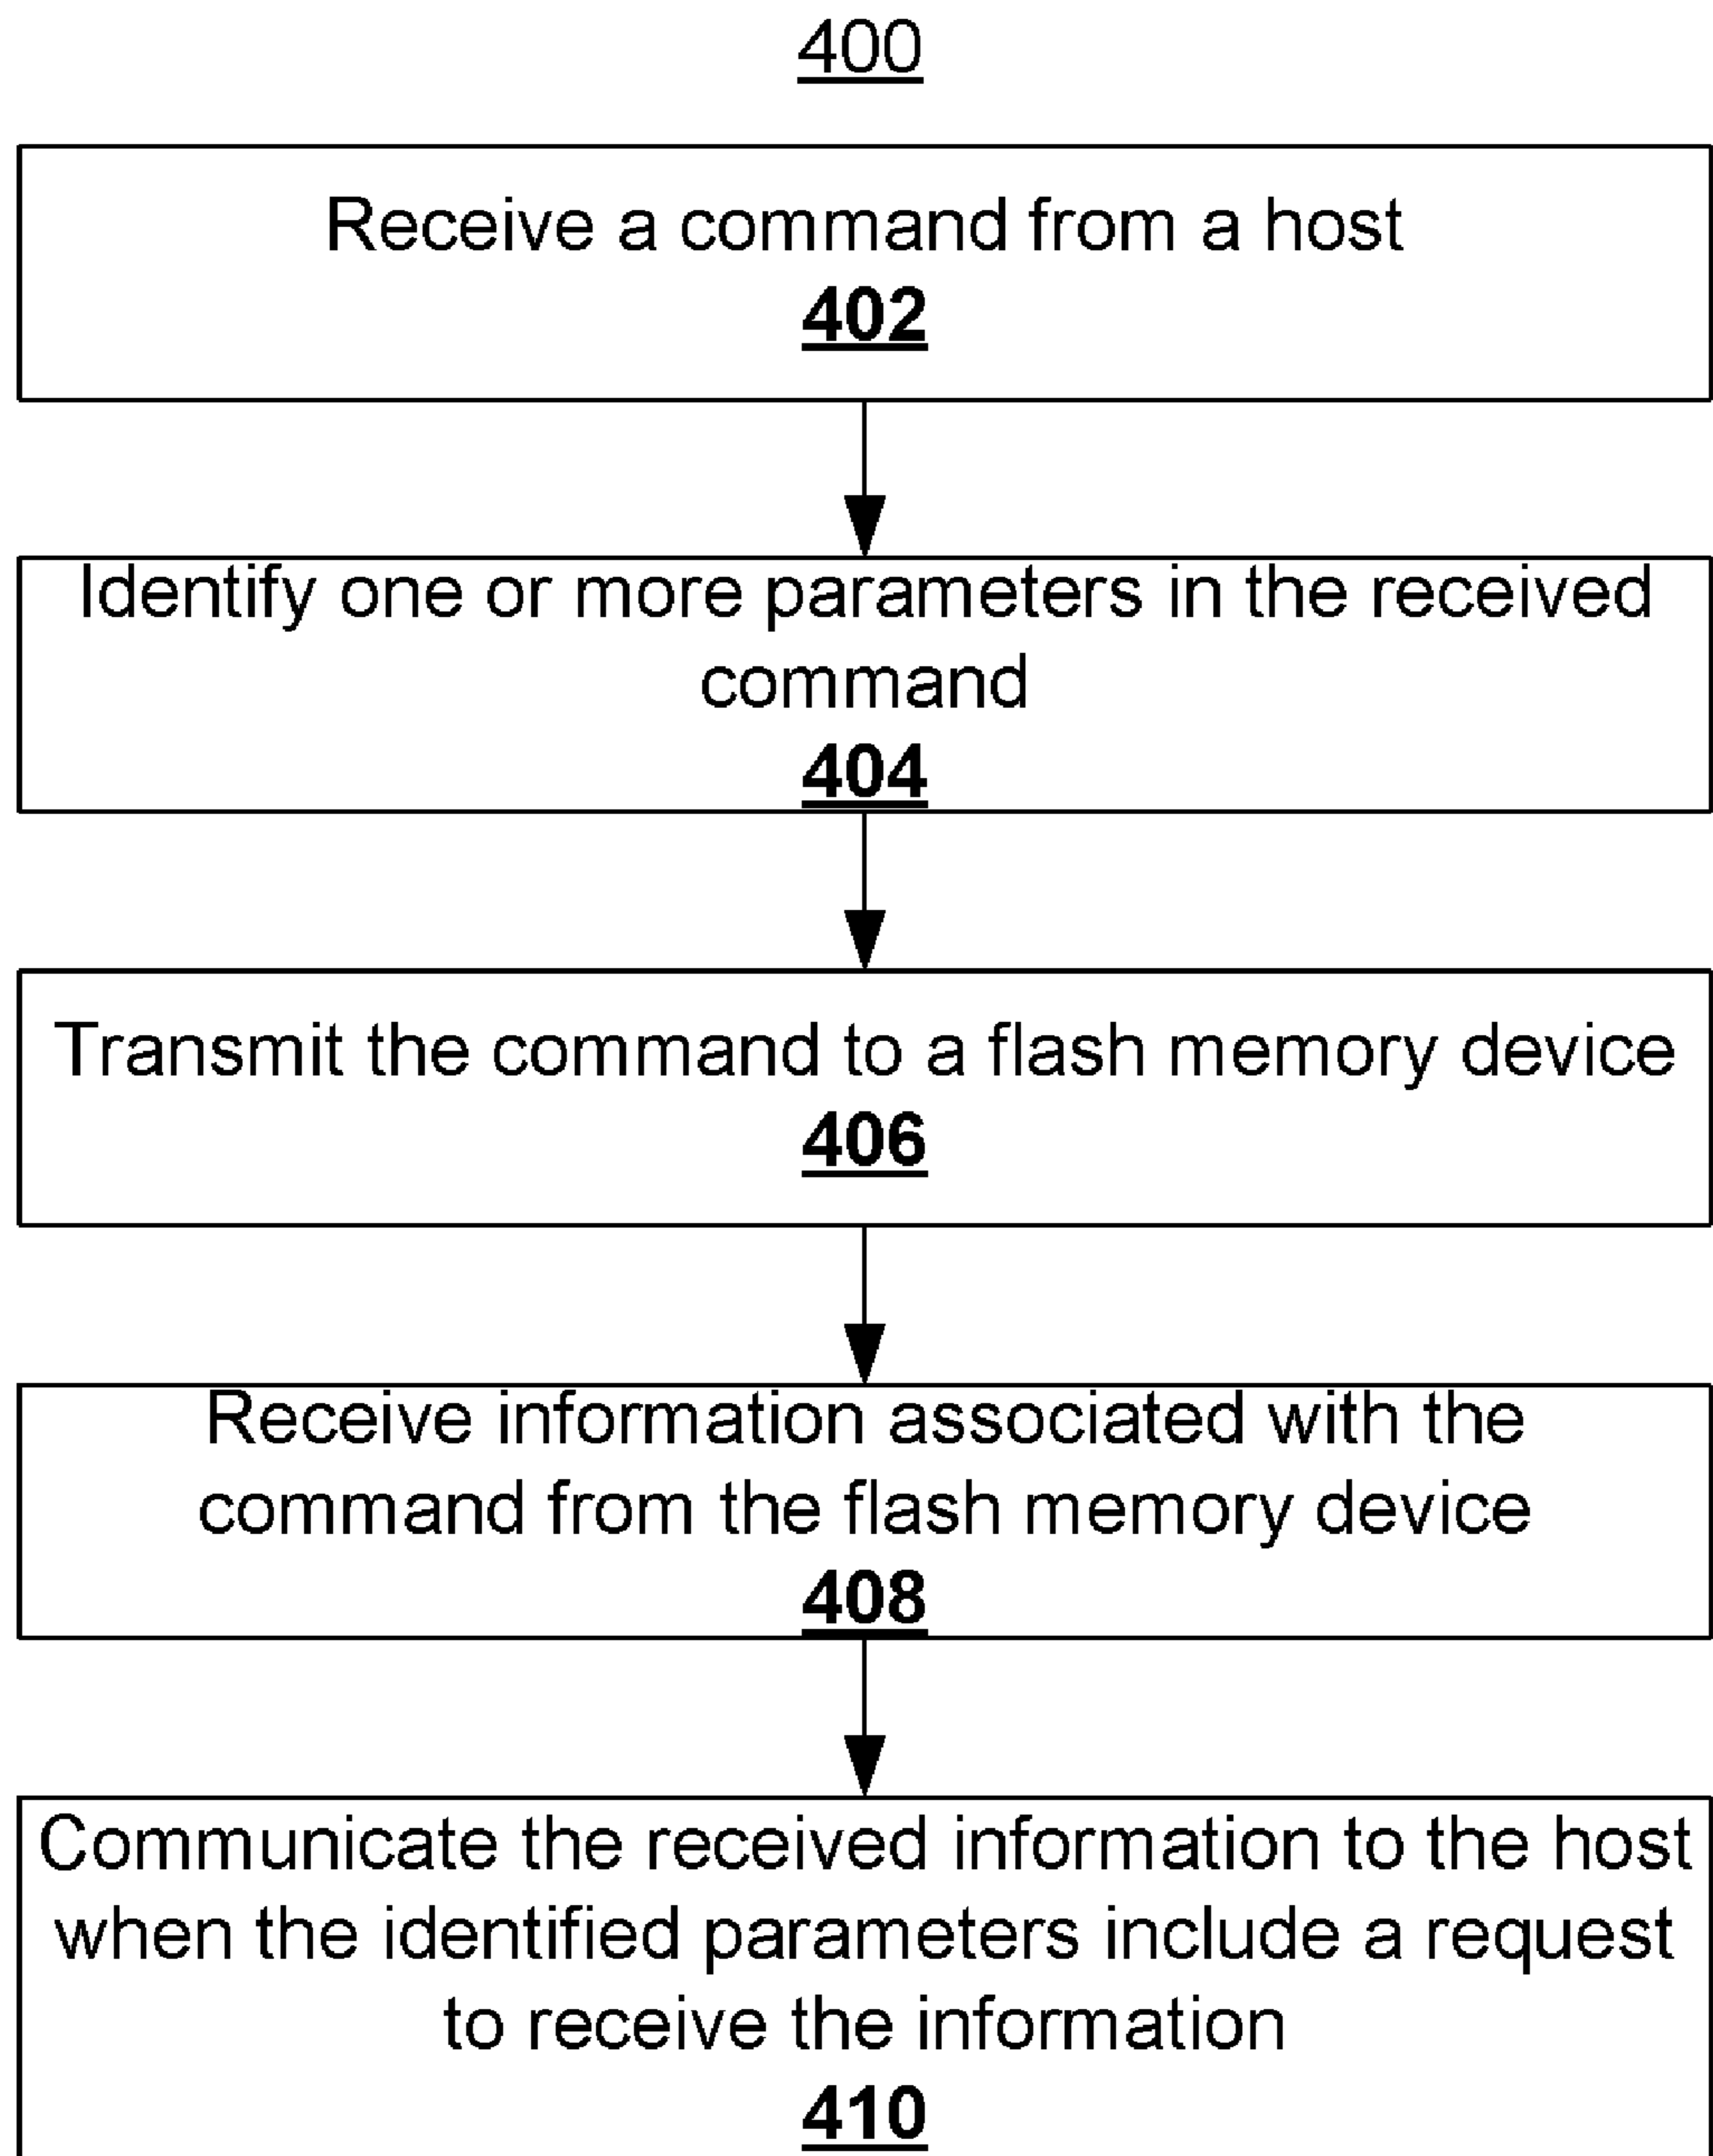 400
Receive a command from a host
402
Identify one or more parameters in the received
command
404
Transmit the command to a flash memory device
406
Receive information associated with the
command from the flash memory device
408
Communicate the received information to the host
when the identified parameters include a request
to receive the information
410